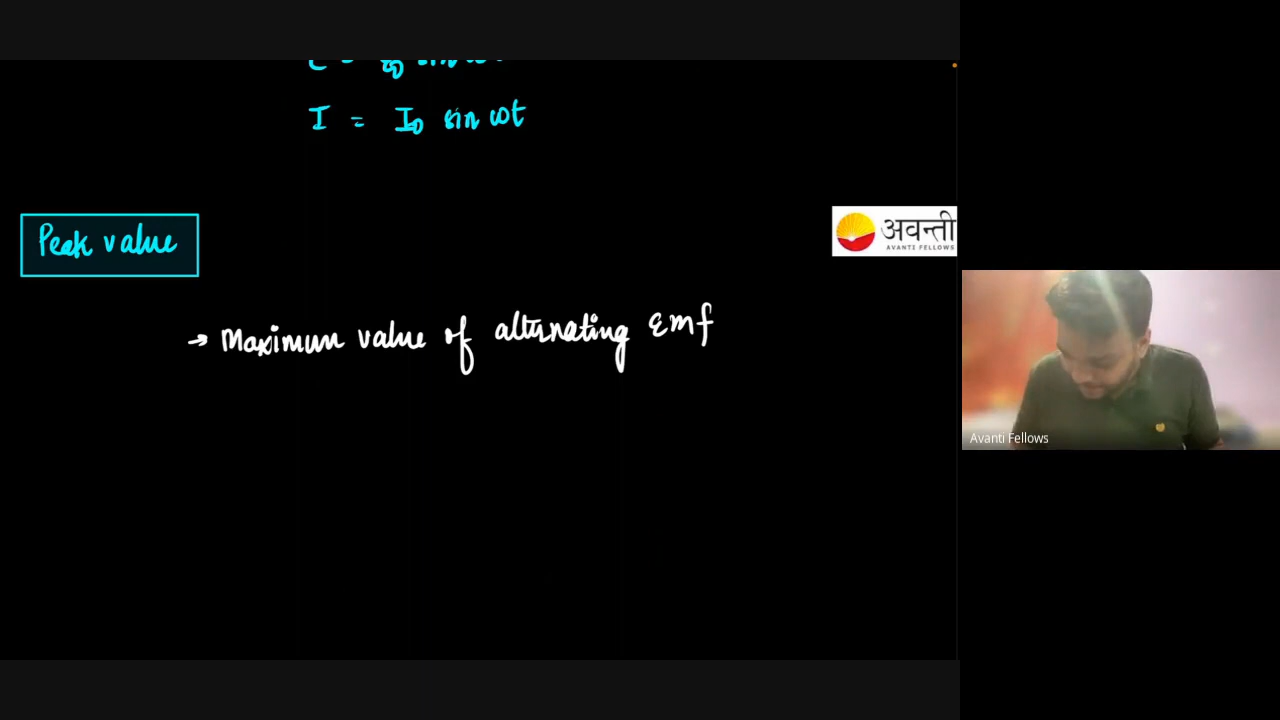 I = I₀ sin ωt
Peak value
अवन्ती
AVANTI FELLOWS
→ Maximum value of alternating emf
Avanti Fellows